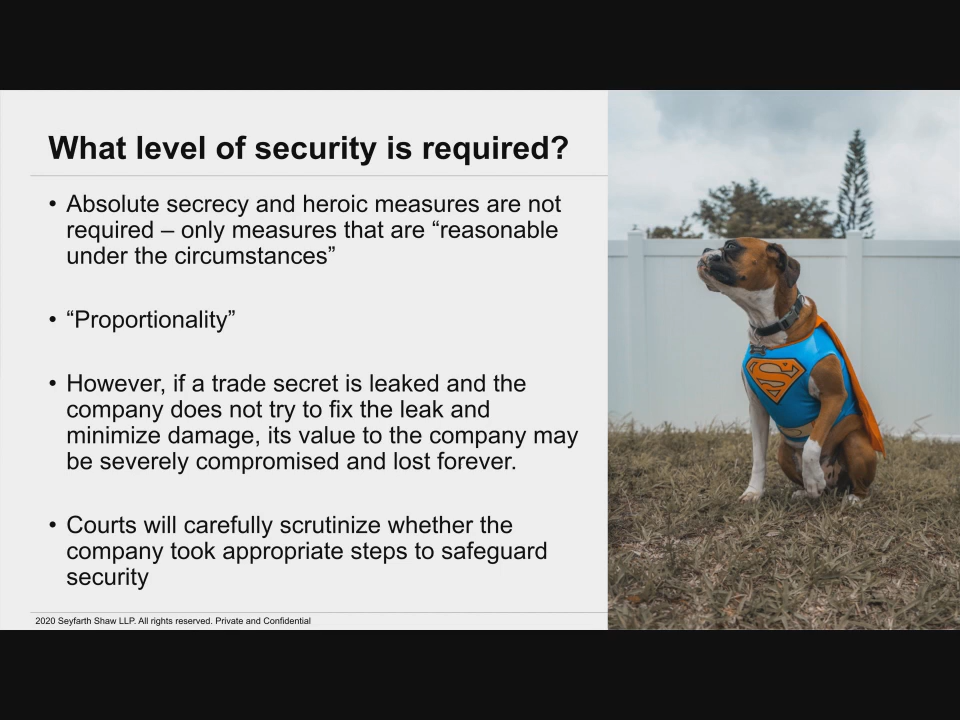 What level of security is required?
• Absolute secrecy and heroic measures are not
required – only measures that are “reasonable
under the circumstances”
• “Proportionality”
• However, if a trade secret is leaked and the
company does not try to fix the leak and
minimize damage, its value to the company may
be severely compromised and lost forever.
• Courts will carefully scrutinize whether the
company took appropriate steps to safeguard
security
2020 Seyfarth Shaw LLP. All rights reserved. Private and Confidential
S